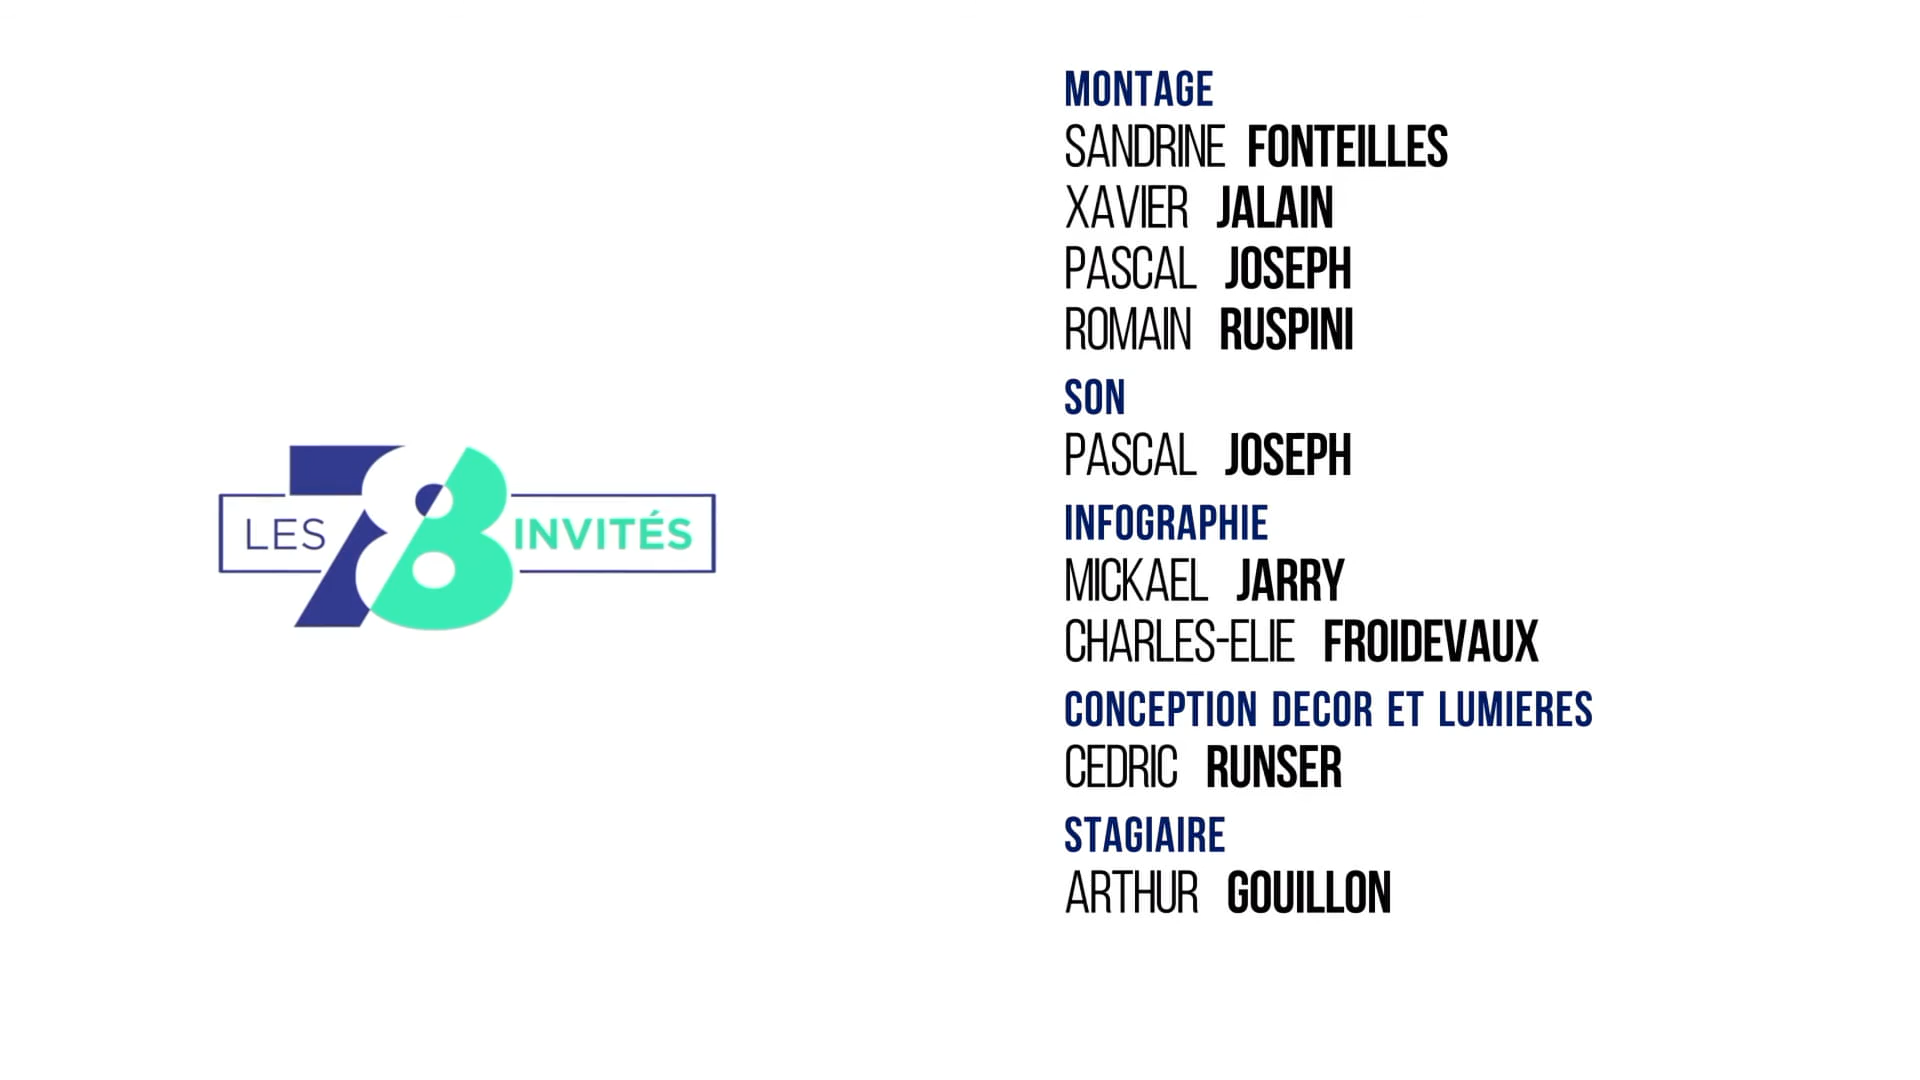 LES 78 INVITÉS
MONTAGE
SANDRINE FONTEILLES
XAVIER JALAIN
PASCAL JOSEPH
ROMAIN RUSPINI
SON
PASCAL JOSEPH
INFOGRAPHIE
MICKAEL JARRY
CHARLES-ELIE FROIDEVAUX
CONCEPTION DECOR ET LUMIERES
CEDRIC RUNSER
STAGIAIRE
ARTHUR GOUILLON